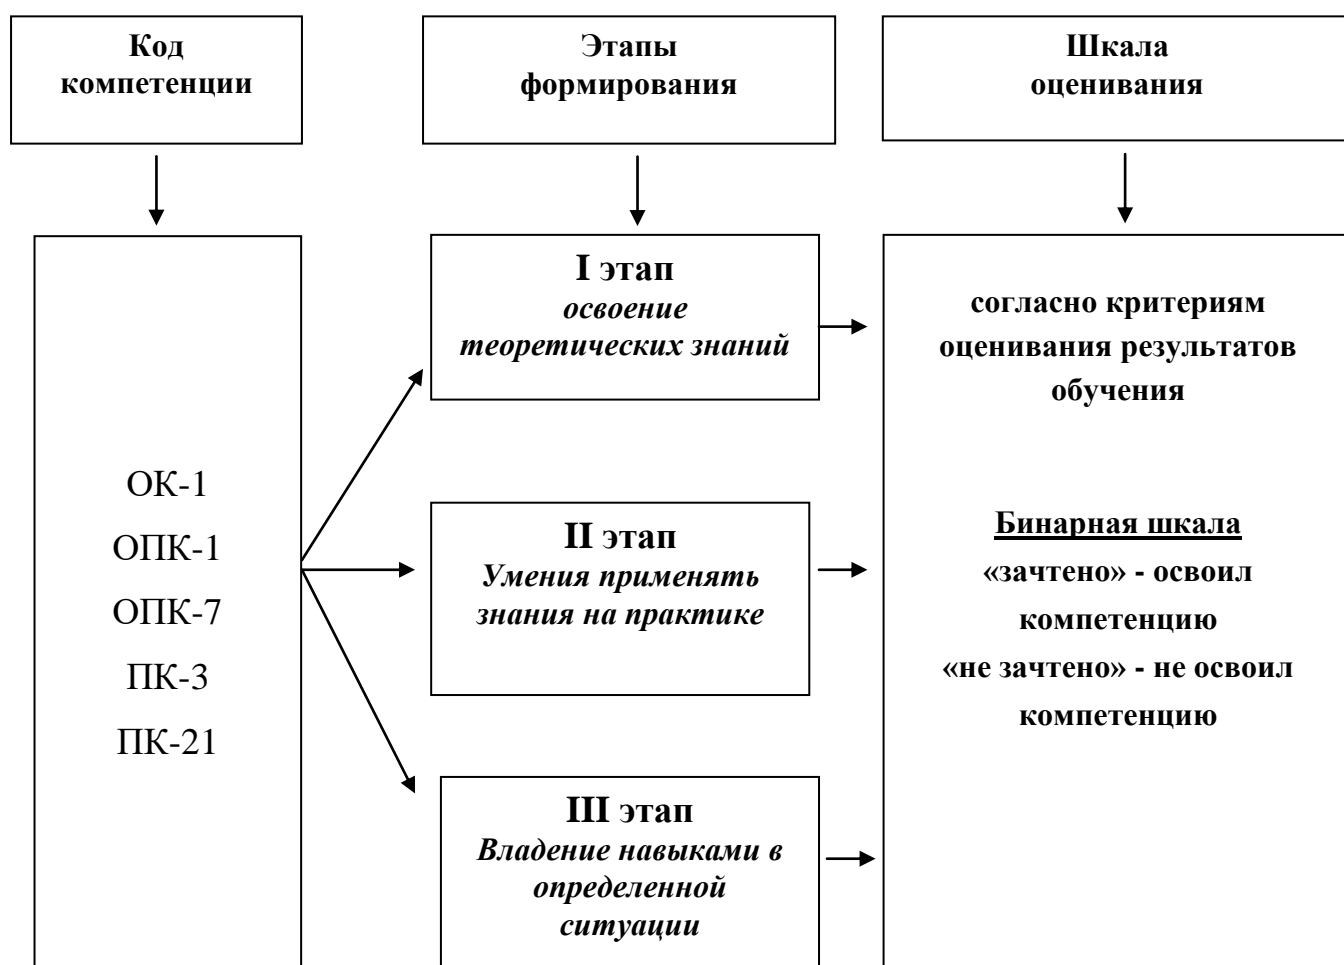 Код
компетенции
Этапы
формирования
Шкала
оценивания
ОК-1
ОПК-1
ОПК-7
ПК-3
ПК-21
I этап
освоение
теоретических знаний
II этап
Умения применять
знания на практике
III этап
Владение навыками в
определенной
ситуации
согласно критериям
оценивания результатов
обучения
Бинарная шкала
«зачтено» - освоил
компетенцию
«не зачтено» - не освоил
компетенцию